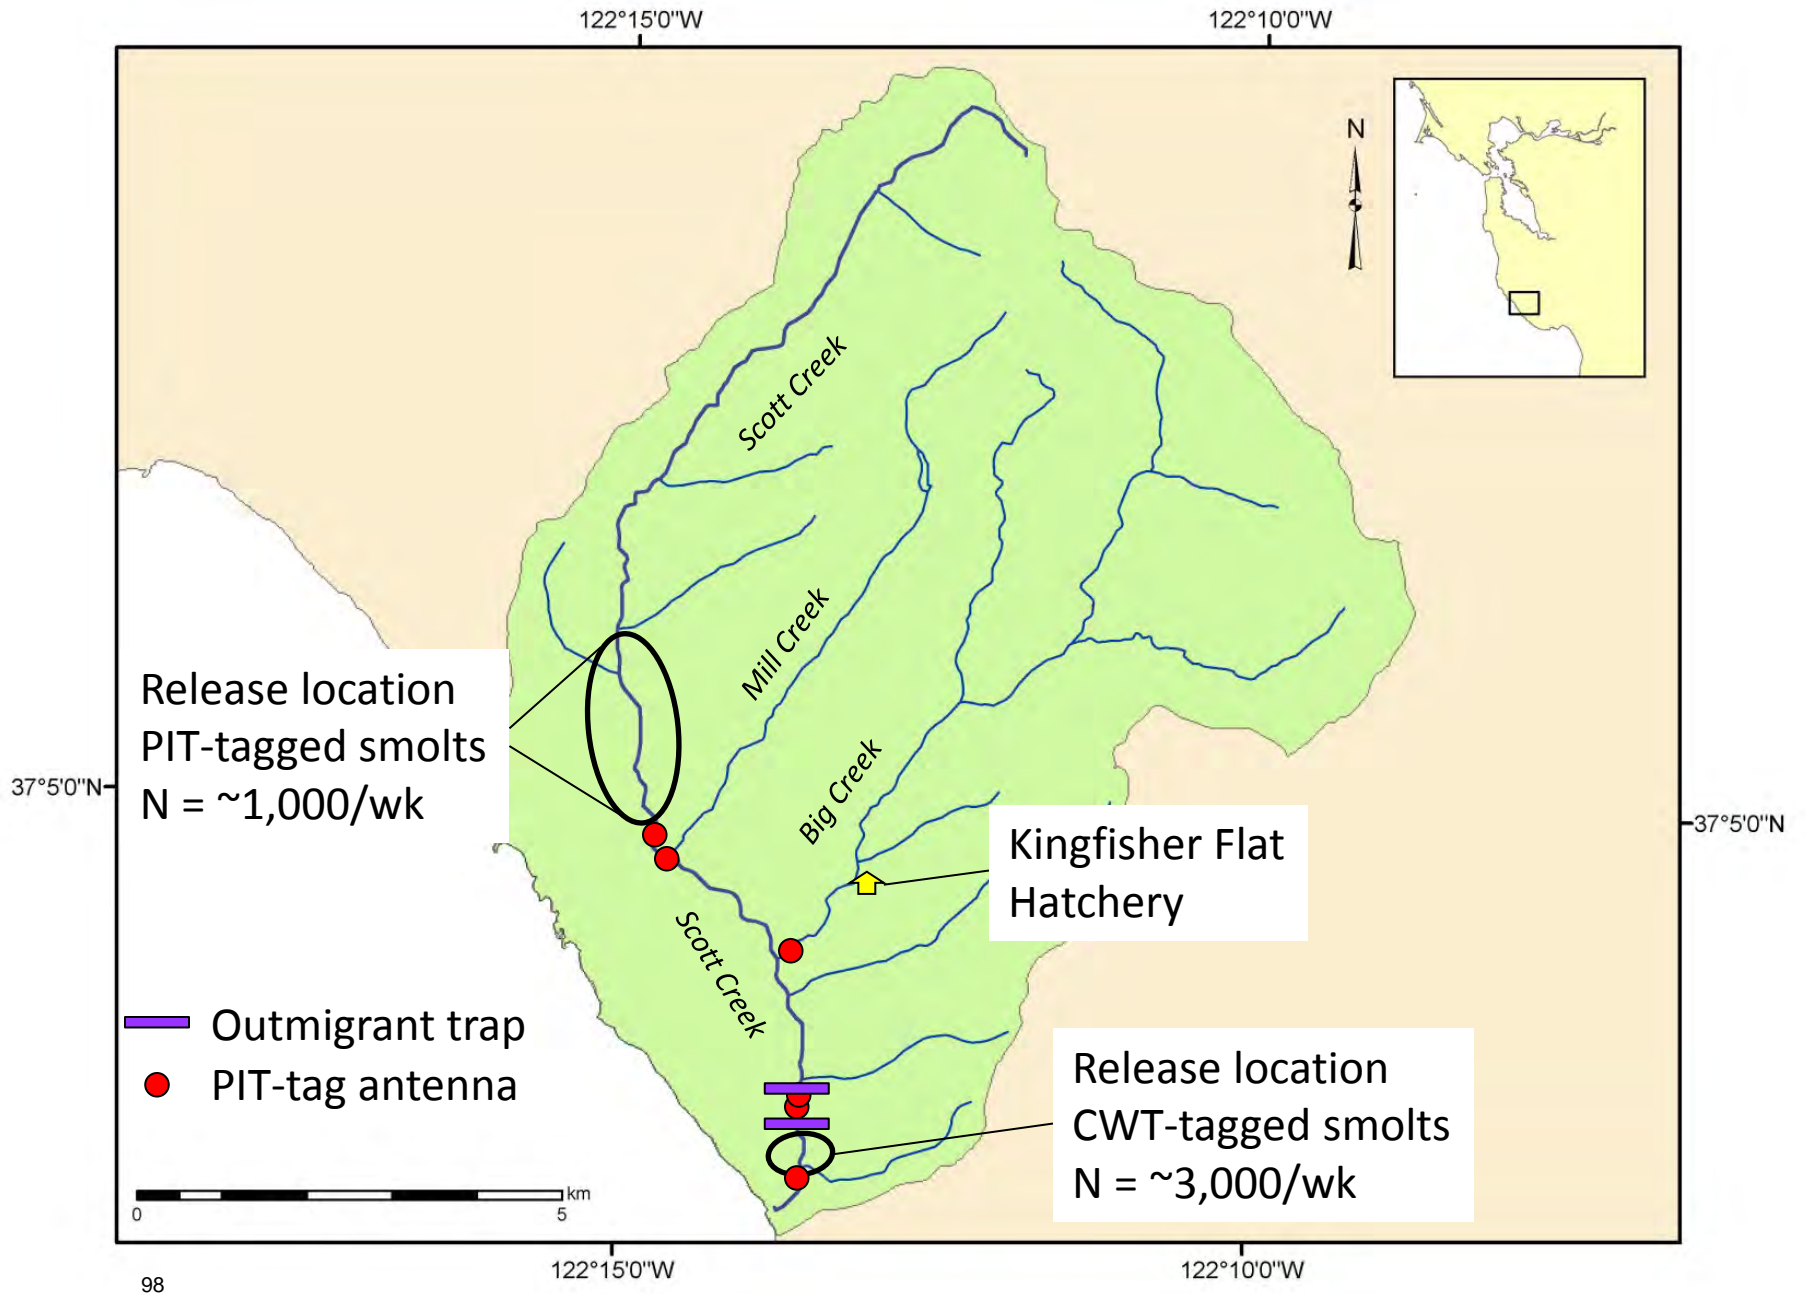 122°15'0"W
122°10'0"W
N
Scott Creek
Mill Creek
Release location
PIT-tagged smolts
N = ~1,000/wk
37°5'0"N
37°5'0"N
Big Creek
Kingfisher Flat
Hatchery
Scott Creek
Outmigrant trap
PIT-tag antenna
Release location
CWT-tagged smolts
N = ~3,000/wk
km
0
5
122°15'0"W
122°10'0"W
98